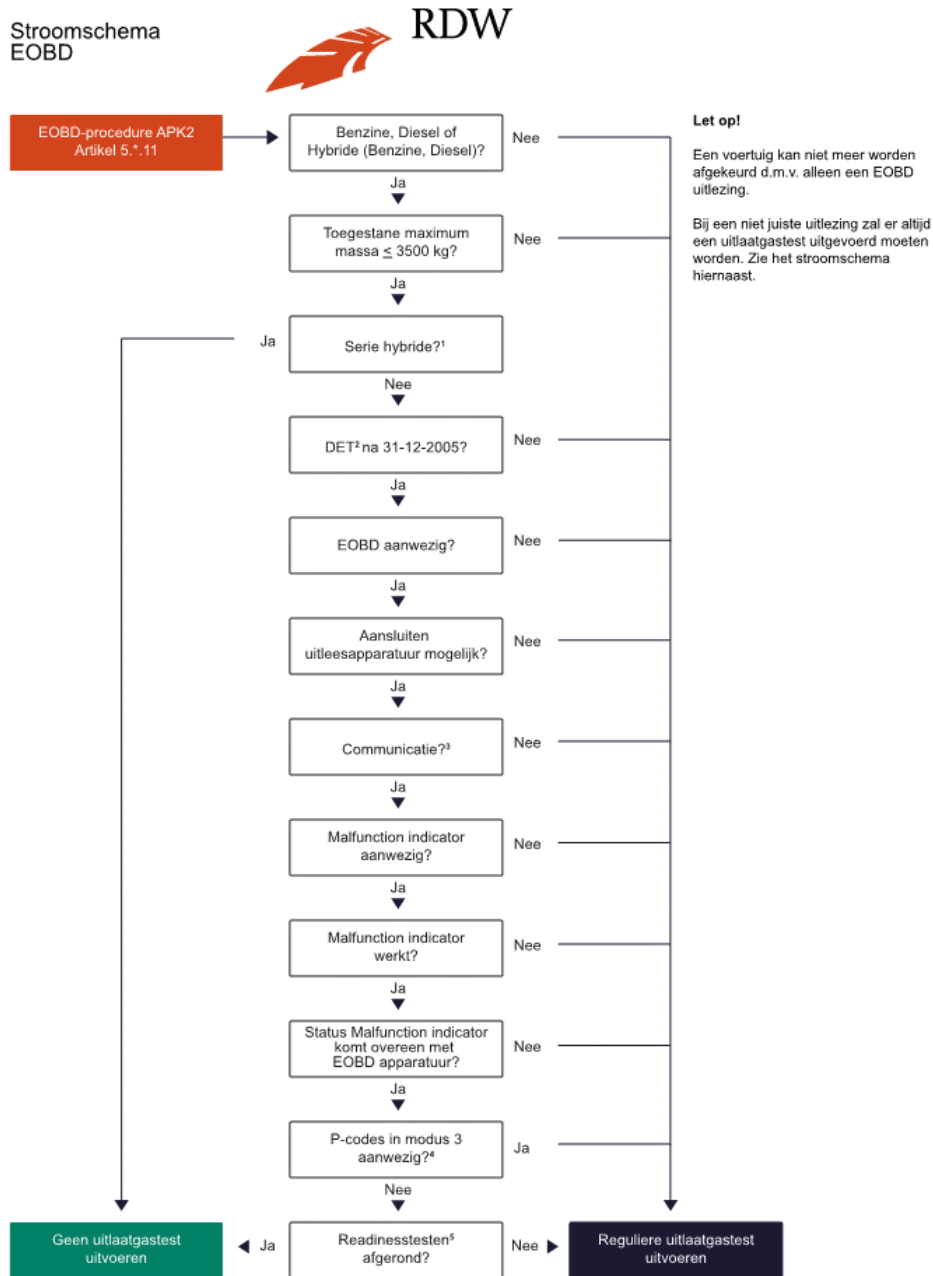 Stroomschema
EOBD
RDW
EOBD-procedure APK2
Artikel 5.*.11
Benzine, Diesel of
Hybride (Benzine, Diesel)?
Nee
Let op!
Een voertuig kan niet meer worden
afgekeurd d.m.v. alleen een EOBD
uitlezing.
Bij een niet juiste uitlezing zal er altijd
een uitlaatgastest uitgevoerd moeten
worden. Zie het stroomschema
hiernaast.
Ja
Toegestane maximum
massa ≤ 3500 kg?
Nee
Ja
Ja
Serie hybride?¹
Nee
DET² na 31-12-2005?
Nee
Ja
EOBD aanwezig?
Nee
Ja
Aansluiten
uitleesapparatuur mogelijk?
Nee
Ja
Communicatie?³
Nee
Ja
Malfunction indicator
aanwezig?
Nee
Ja
Malfunction indicator
werkt?
Nee
Ja
Status Malfunction indicator
komt overeen met
EOBD apparatuur?
Nee
Ja
P-codes in modus 3
aanwezig?⁴
Ja
Nee
Geen uitlaatgastest
uitvoeren
Ja
Readinesstesten⁵
afgerond?
Nee
Reguliere uitlaatgastest
uitvoeren